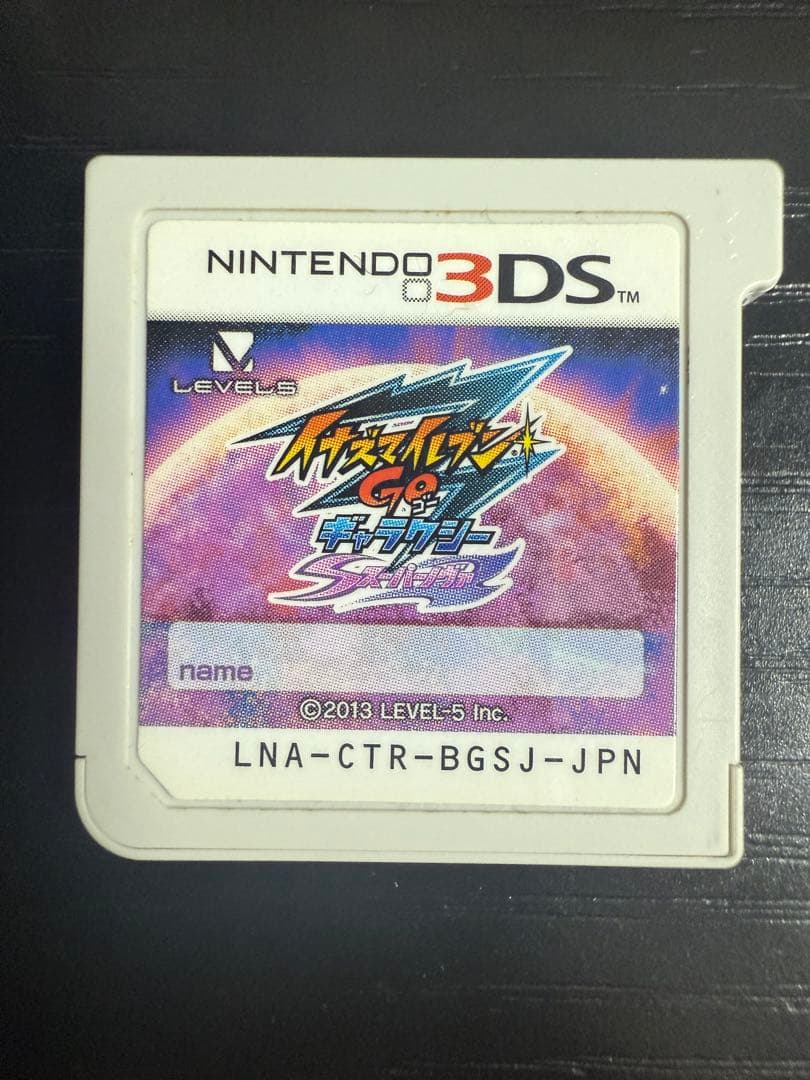 NINTENDO 3DS™
LEVEL5
イナズマイレブン
GO
ゴー
ギャラクシー
スーパーノヴァ
name
©2013 LEVEL-5 Inc.
LNA-CTR-BGSJ-JPN